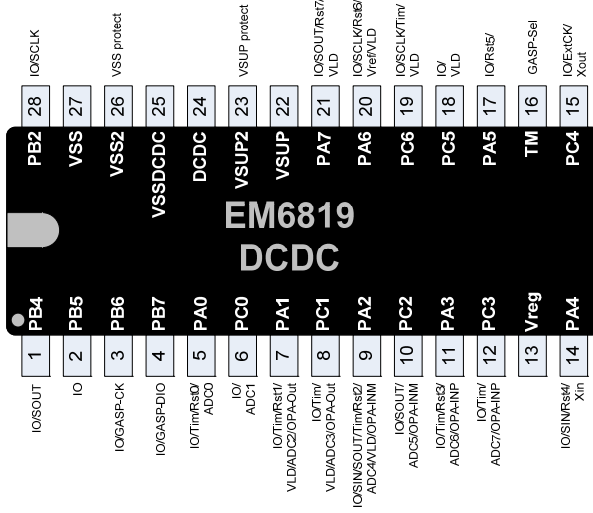 IO/SCLK
VSS protect
VSUP protect
IO/SOUT/Rst7/
VLD
IO/SCLK/Rst6/
Vref/VLD
IO/SCLK/Tim/
VLD
IO/
VLD
IO/Rst5/
GASP-Sel
IO/ExtCK/
Xout
28 27 26 25 24 23 22 21 20 19 18 17 16 15
PB2 VSS VSS2 VSSDCDC DCDC VSUP2 VSUP PA7 PA6 PC6 PC5 PA5 TM PC4
EM6819
DCDC
PB4 PB5 PB6 PB7 PA0 PC0 PA1 PC1 PA2 PC2 PA3 PC3 Vreg PA4
1 2 3 4 5 6 7 8 9 10 11 12 13 14
IO/SOUT
IO
IO/GASP-CK
IO/GASP-DIO
IO/Tim/Rst0/
ADC0
IO/
ADC1
IO/Tim/Rst1/
VLD/ADC2/OPA-Out
IO/Tim/
VLD/ADC3/OPA-Out
IO/SIN/SOUT/Tim/Rst2/
ADC4/VLD/OPA-INM
IO/SOUT/
ADC5/OPA-INM
IO/Tim/Rst3/
ADC6/OPA-INP
IO/Tim/
ADC7/OPA-INP
IO/SIN/Rst4/
Xin